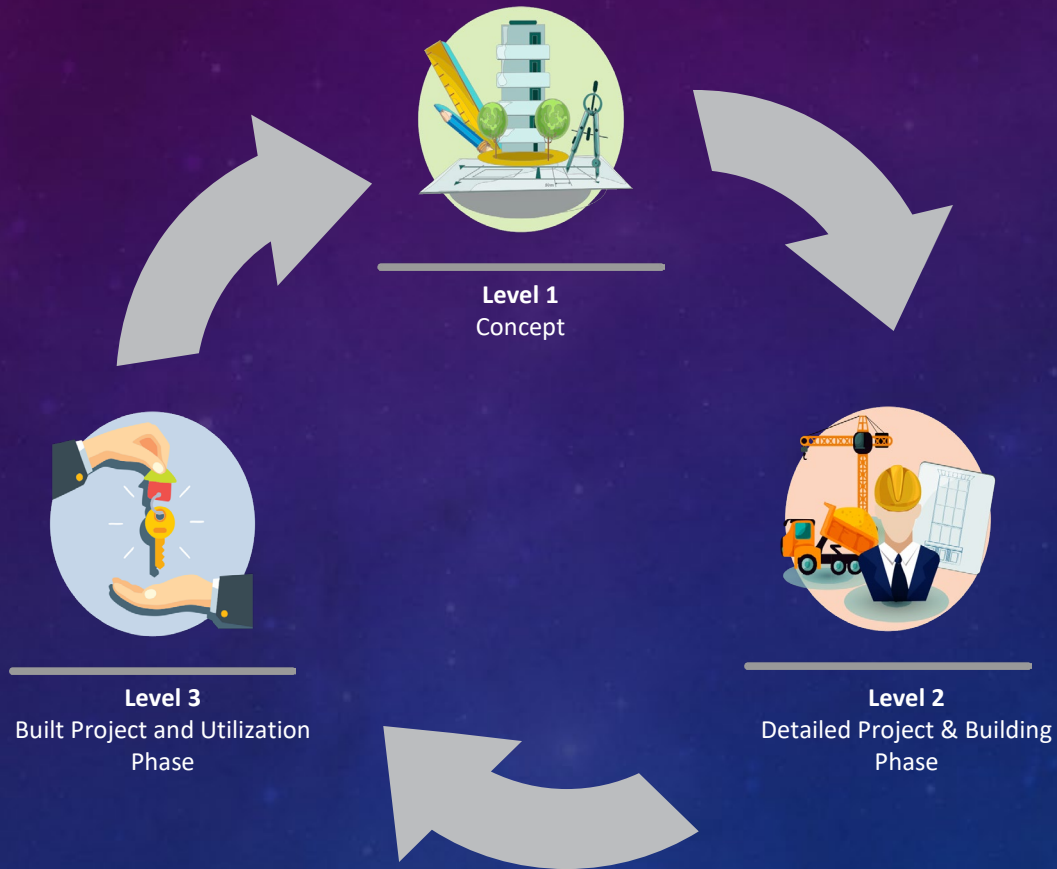 Level 1
Concept
Level 3
Built Project and Utilization
Phase
Level 2
Detailed Project & Building
Phase